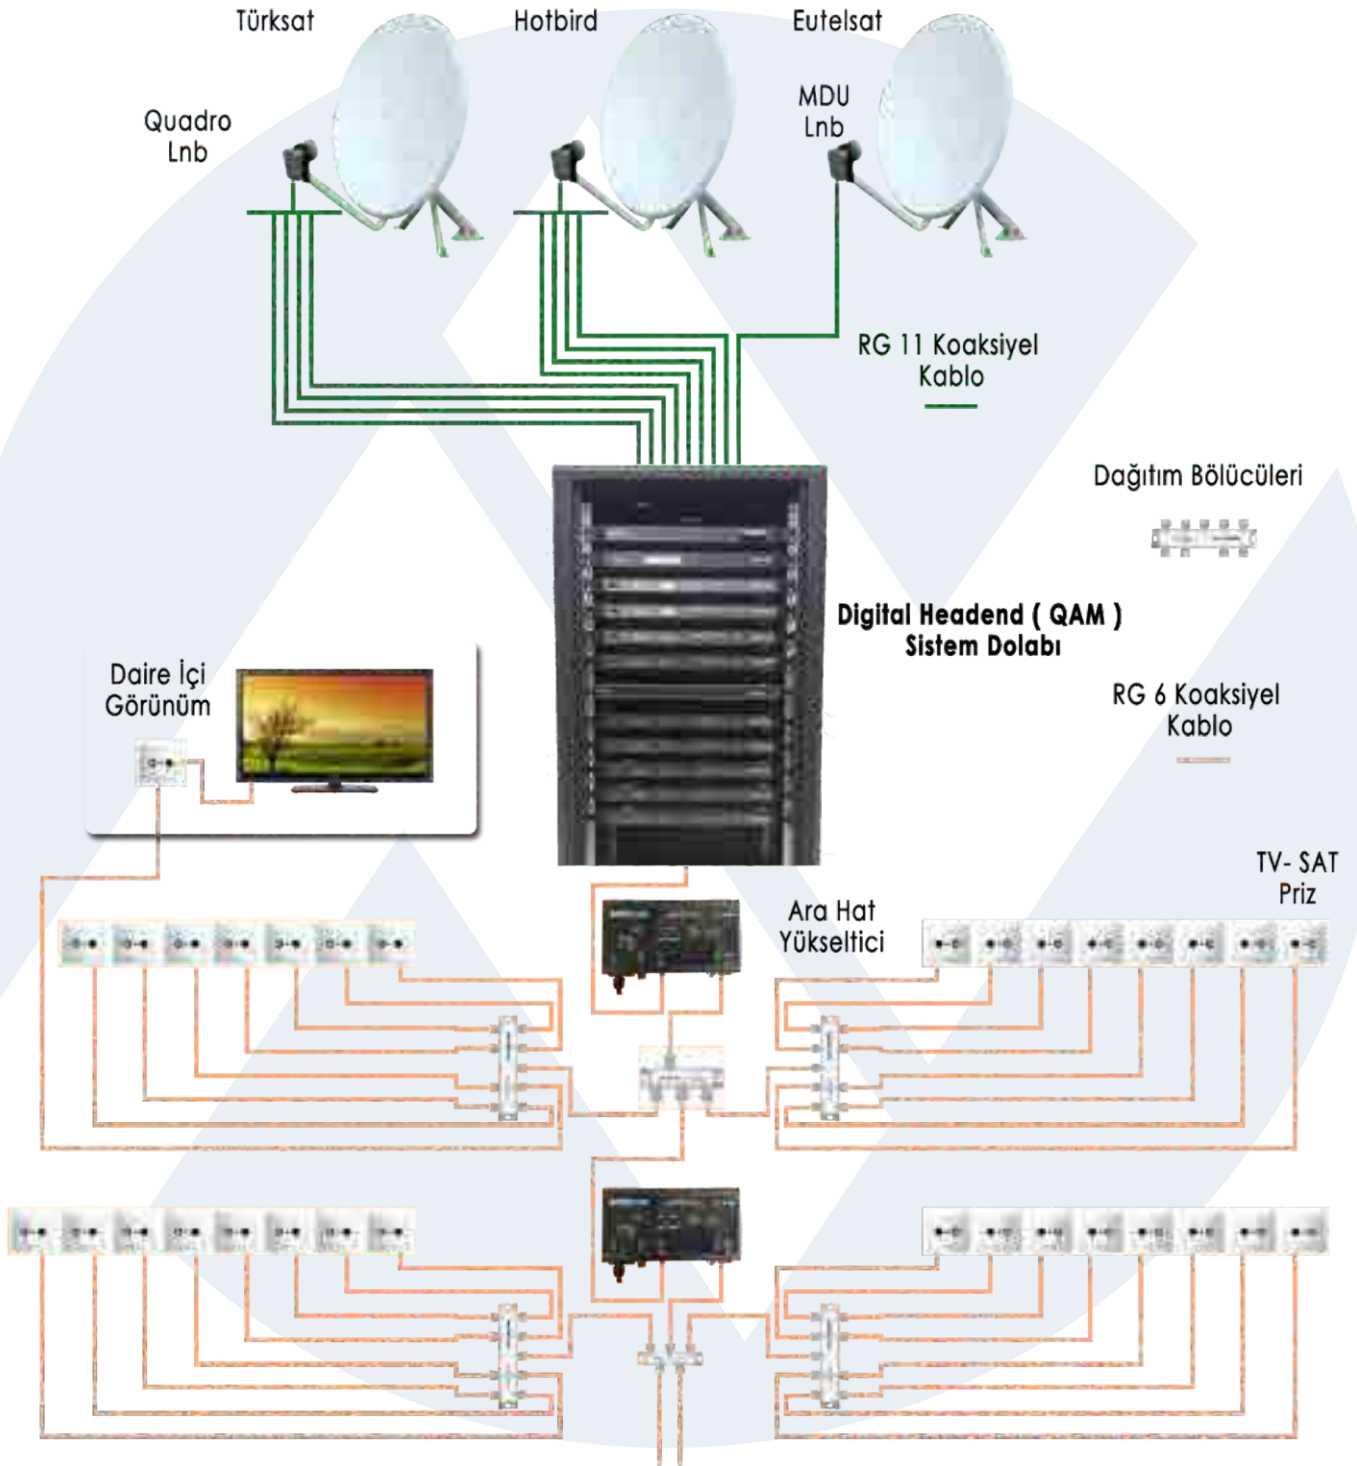 Türksat
Hotbird
Eutelsat
Quadro
Lnb
MDU
Lnb
RG 11 Koaksiyel
Kablo
Dağıtım Bölücüleri
Digital Headend ( QAM )
Sistem Dolabı
Daire İçi
Görünüm
RG 6 Koaksiyel
Kablo
TV- SAT
Priz
Ara Hat
Yükseltici